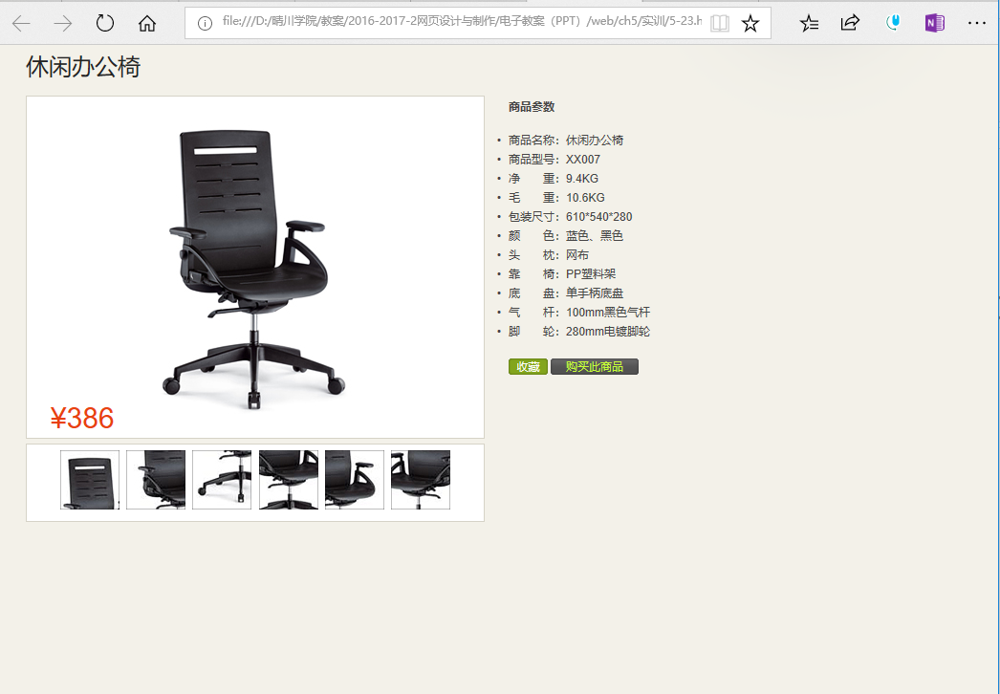 file:///D:/晴川学院/教案/2016-2017-2网页设计与制作/电子教案（PPT）/web/ch5/实训/5-23.h
N
休闲办公椅
¥386
商品参数
• 商品名称：休闲办公椅
• 商品型号：XX007
• 净　　重：9.4KG
• 毛　　重：10.6KG
• 包装尺寸：610*540*280
• 颜　　色：蓝色、黑色
• 头　　枕：网布
• 靠　　椅：PP塑料架
• 底　　盘：单手柄底盘
• 气　　杆：100mm黑色气杆
• 脚　　轮：280mm电镀脚轮
收藏 购买此商品